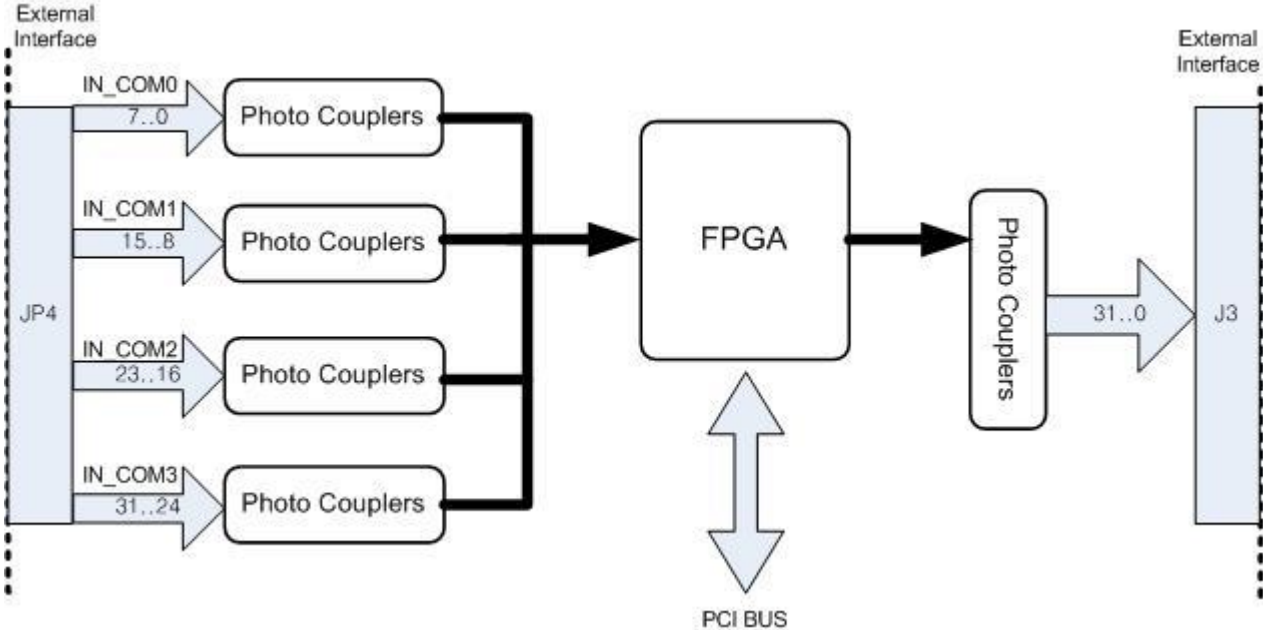 External
Interface
External
Interface
IN_COM0
7..0
Photo Couplers
IN_COM1
15..8
Photo Couplers
FPGA
Photo Couplers
JP4
31..0
J3
IN_COM2
23..16
Photo Couplers
IN_COM3
31..24
Photo Couplers
PCI BUS